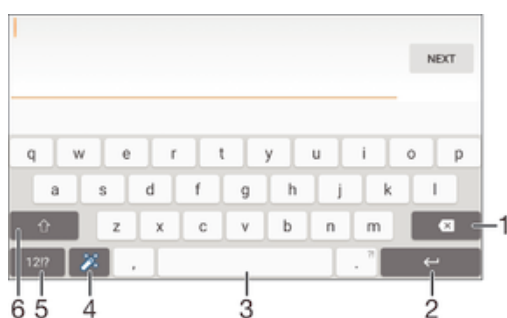 NEXT
q w e r t y u i o p
a s d f g h j k l
z x c v b n m
12!? , . ?!
1
6 5 4 3 2